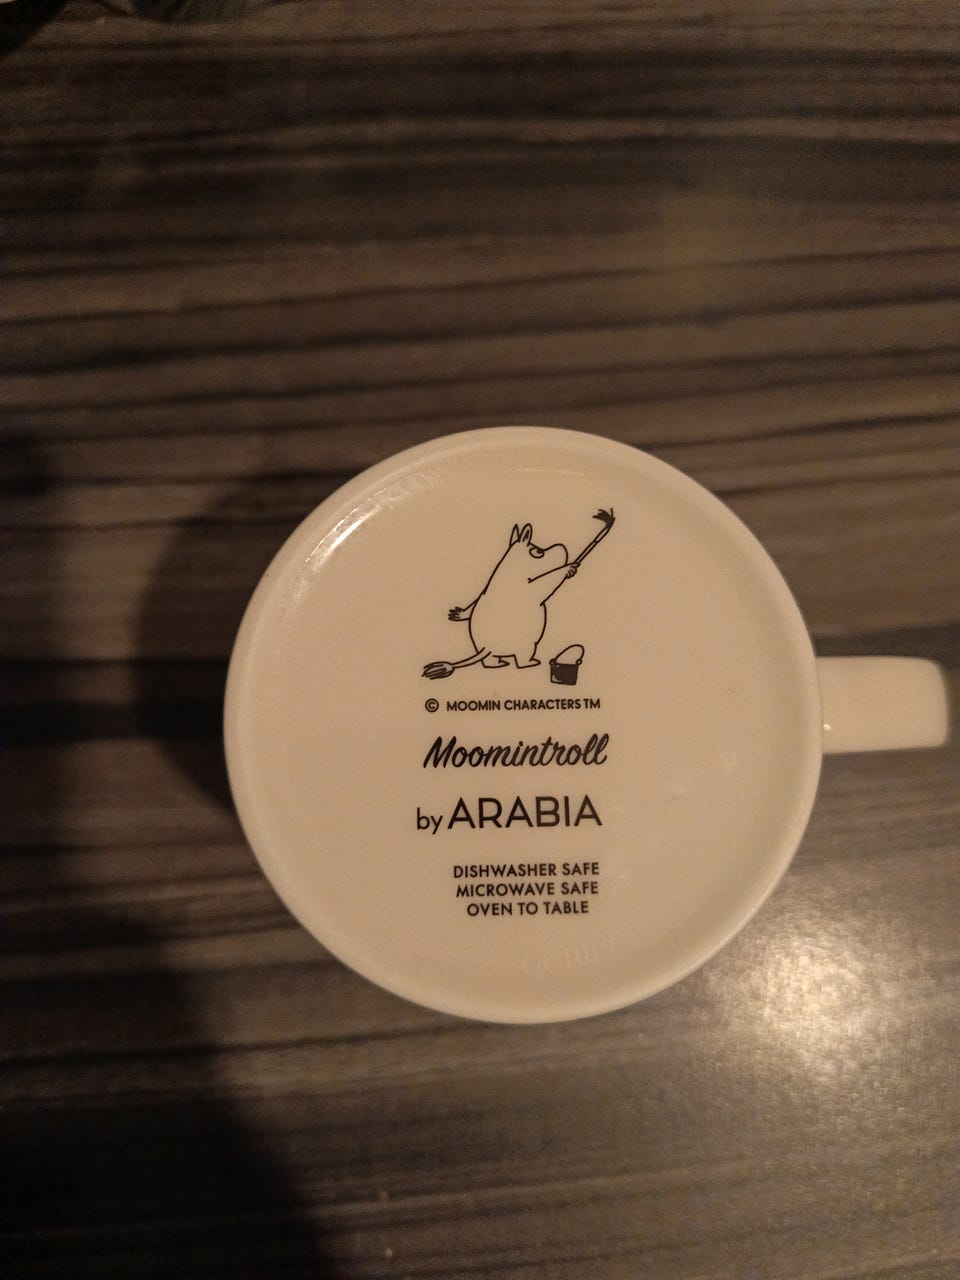 © MOOMIN CHARACTERS TM
Moomintroll
by ARABIA
DISHWASHER SAFE
MICROWAVE SAFE
OVEN TO TABLE